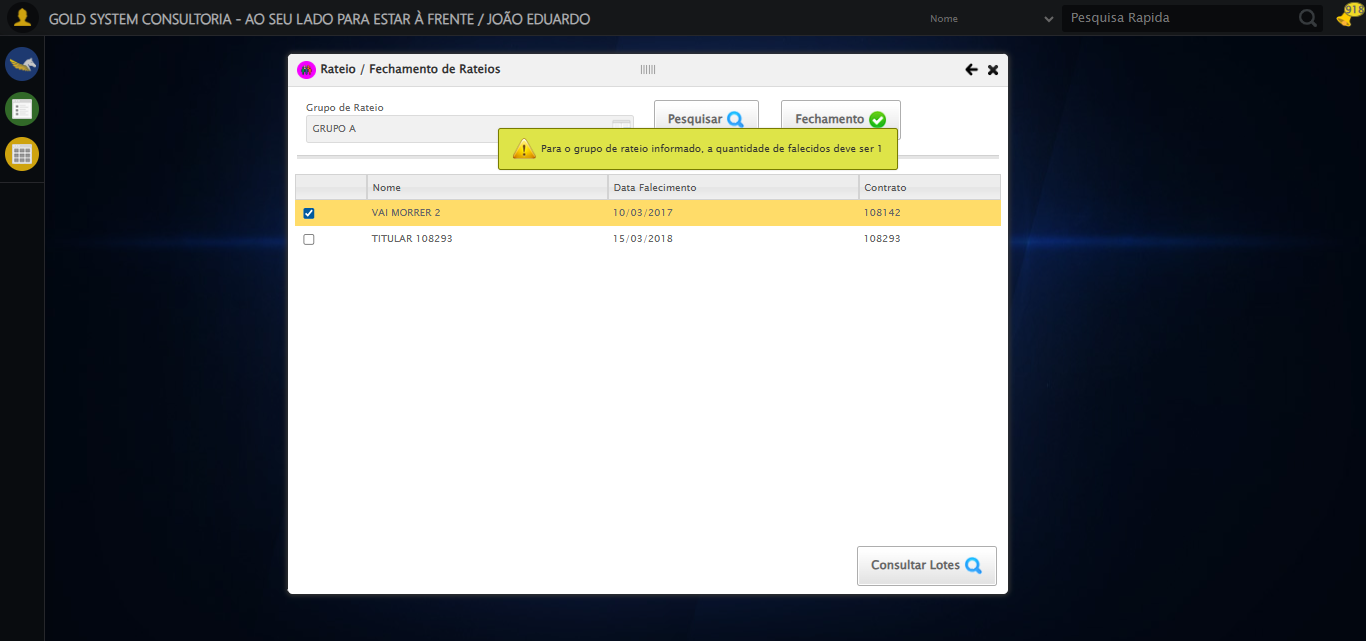 GOLD SYSTEM CONSULTORIA - AO SEU LADO PARA ESTAR À FRENTE / JOÃO EDUARDO
Nome
Pesquisa Rapida
918
Rateio / Fechamento de Rateios
Grupo de Rateio
GRUPO A
Pesquisar
Fechamento
Para o grupo de rateio informado, a quantidade de falecidos deve ser 1
Nome Data Falecimento Contrato
VAI MORRER 2 10/03/2017 108142
TITULAR 108293 15/03/2018 108293
Consultar Lotes